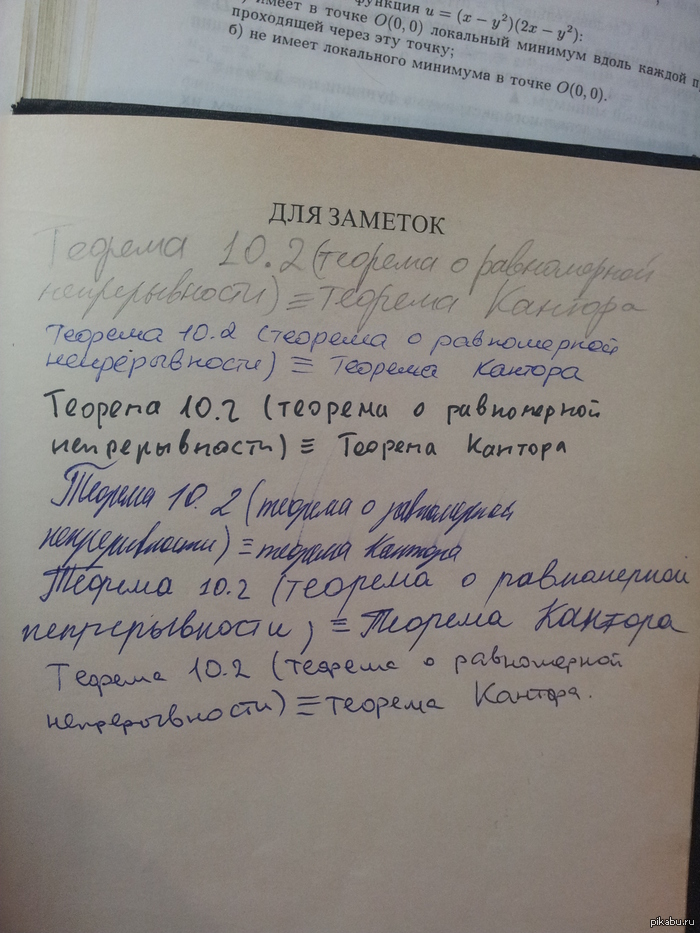 функция u = (x − y²)(2x − y²):
имеет в точке O(0, 0) локальный минимум вдоль каждой
проходящей через эту точку;
б) не имеет локального минимума в точке O(0, 0).
ДЛЯ ЗАМЕТОК
Теорема 10.2 (теорема о равномерной
непрерывности) ≡ Теорема Кантора
Теорема 10.2 (теорема о равномерной
непрерывности) ≡ Теорема Кантора
Теорема 10.2 (теорема о равномерной
непрерывности) ≡ Теорема Кантора
Теорема 10.2 (теорема о равномерной
непрерывности) ≡ теорема Кантора
Теорема 10.2 (теорема о равномерной
непрерывности) ≡ Теорема Кантора
Теорема 10.2 (теорема о равномерной
непрерывности) ≡ теорема Кантора.
pikabu.ru